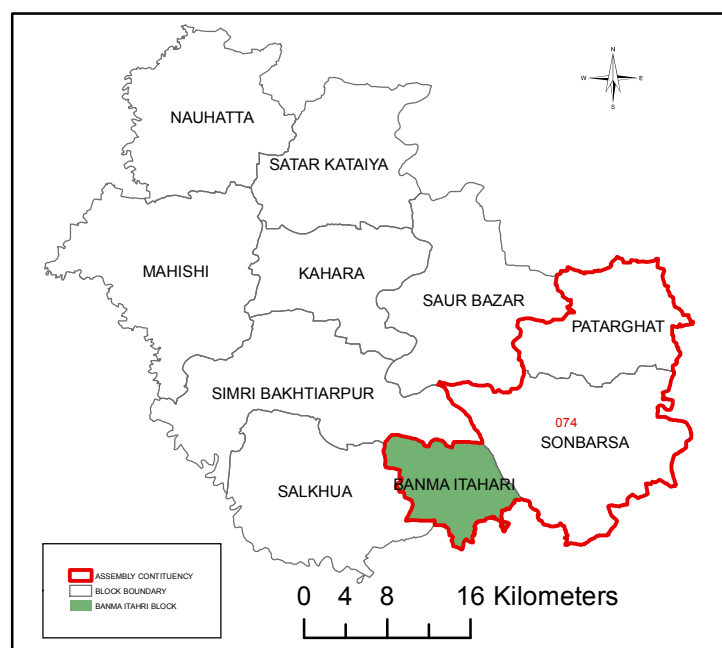 N
W E
S
NAUHATTA
SATAR KATAIYA
MAHISHI
KAHARA
SAUR BAZAR
PATARGHAT
SIMRI BAKHTIARPUR
074
SONBARSA
SALKHUA
BANMA ITAHARI
ASSEMBLY CONTITUENCY
BLOCK BOUNDARY
BANMA ITAHRI BLOCK
0 4 8 16 Kilometers